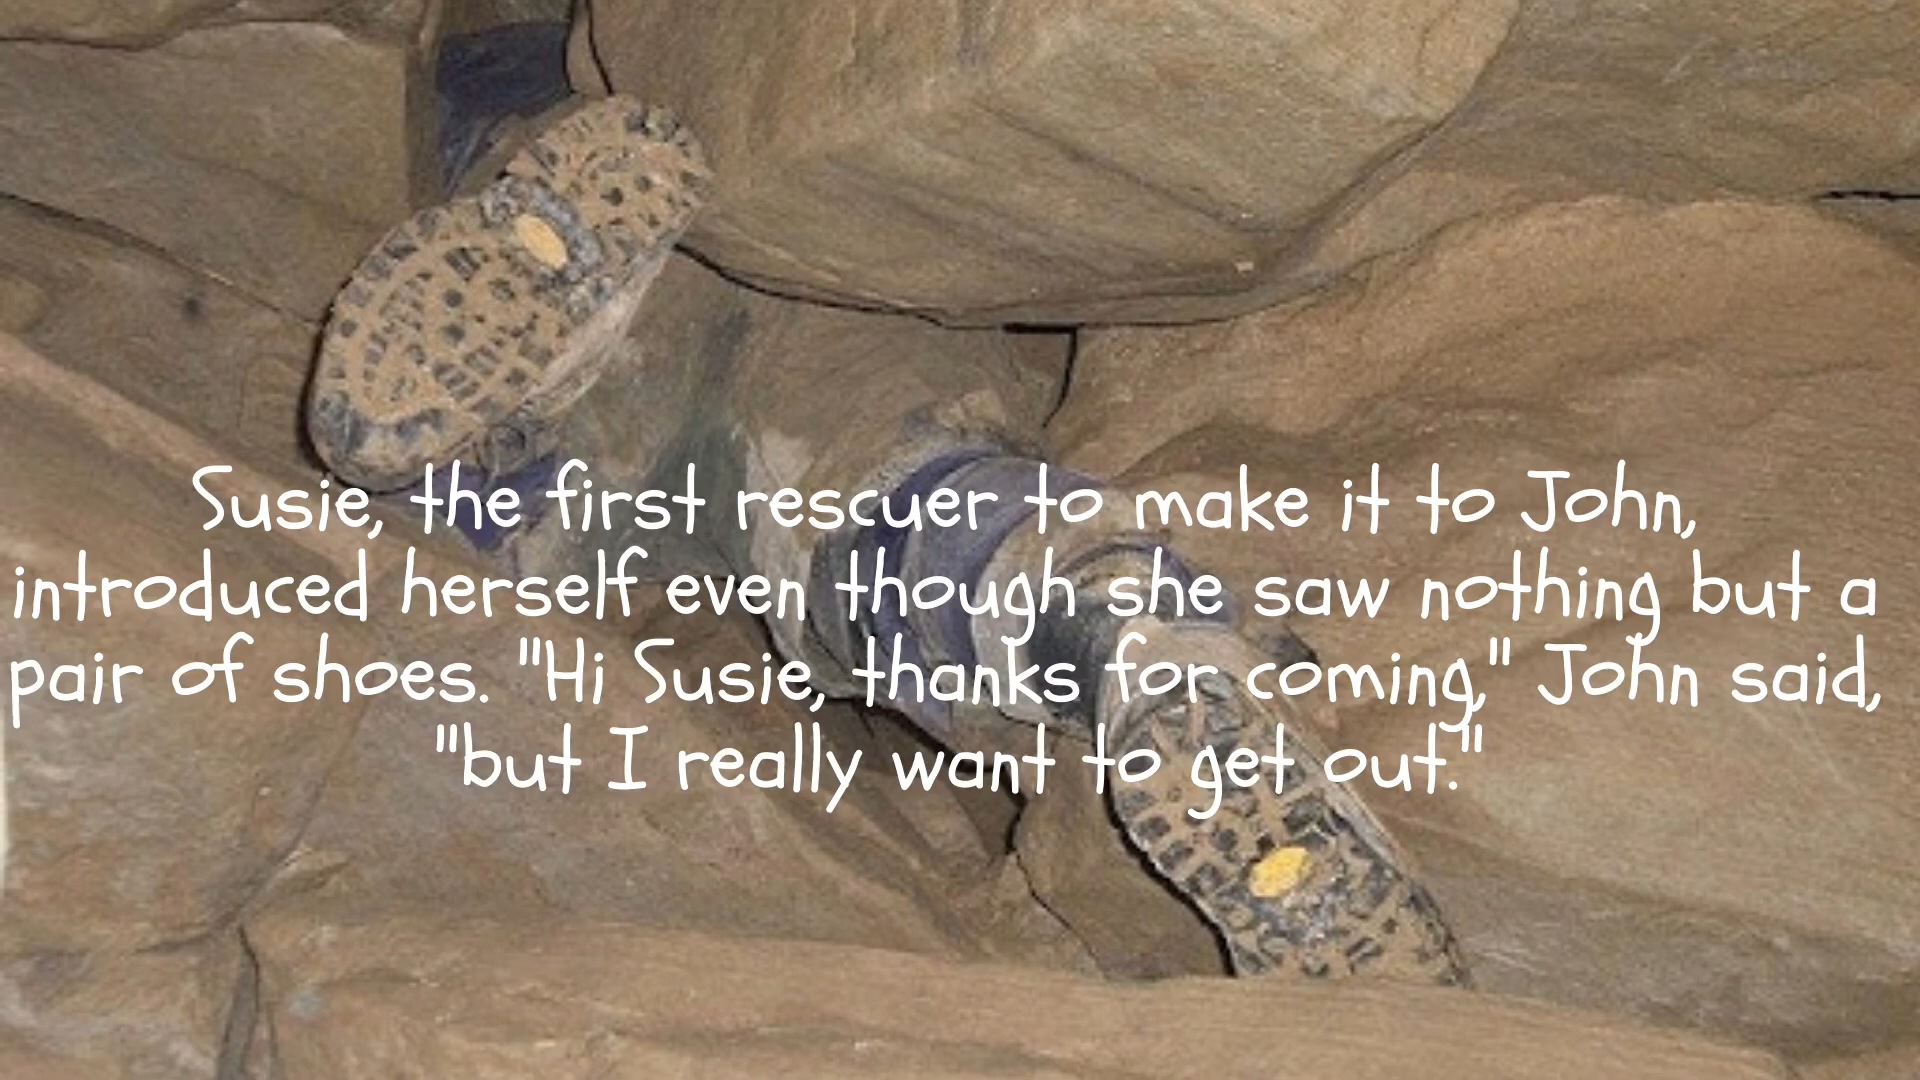 Susie, the first rescuer to make it to John,
introduced herself even though she saw nothing but a
pair of shoes. "Hi Susie, thanks for coming," John said,
"but I really want to get out."